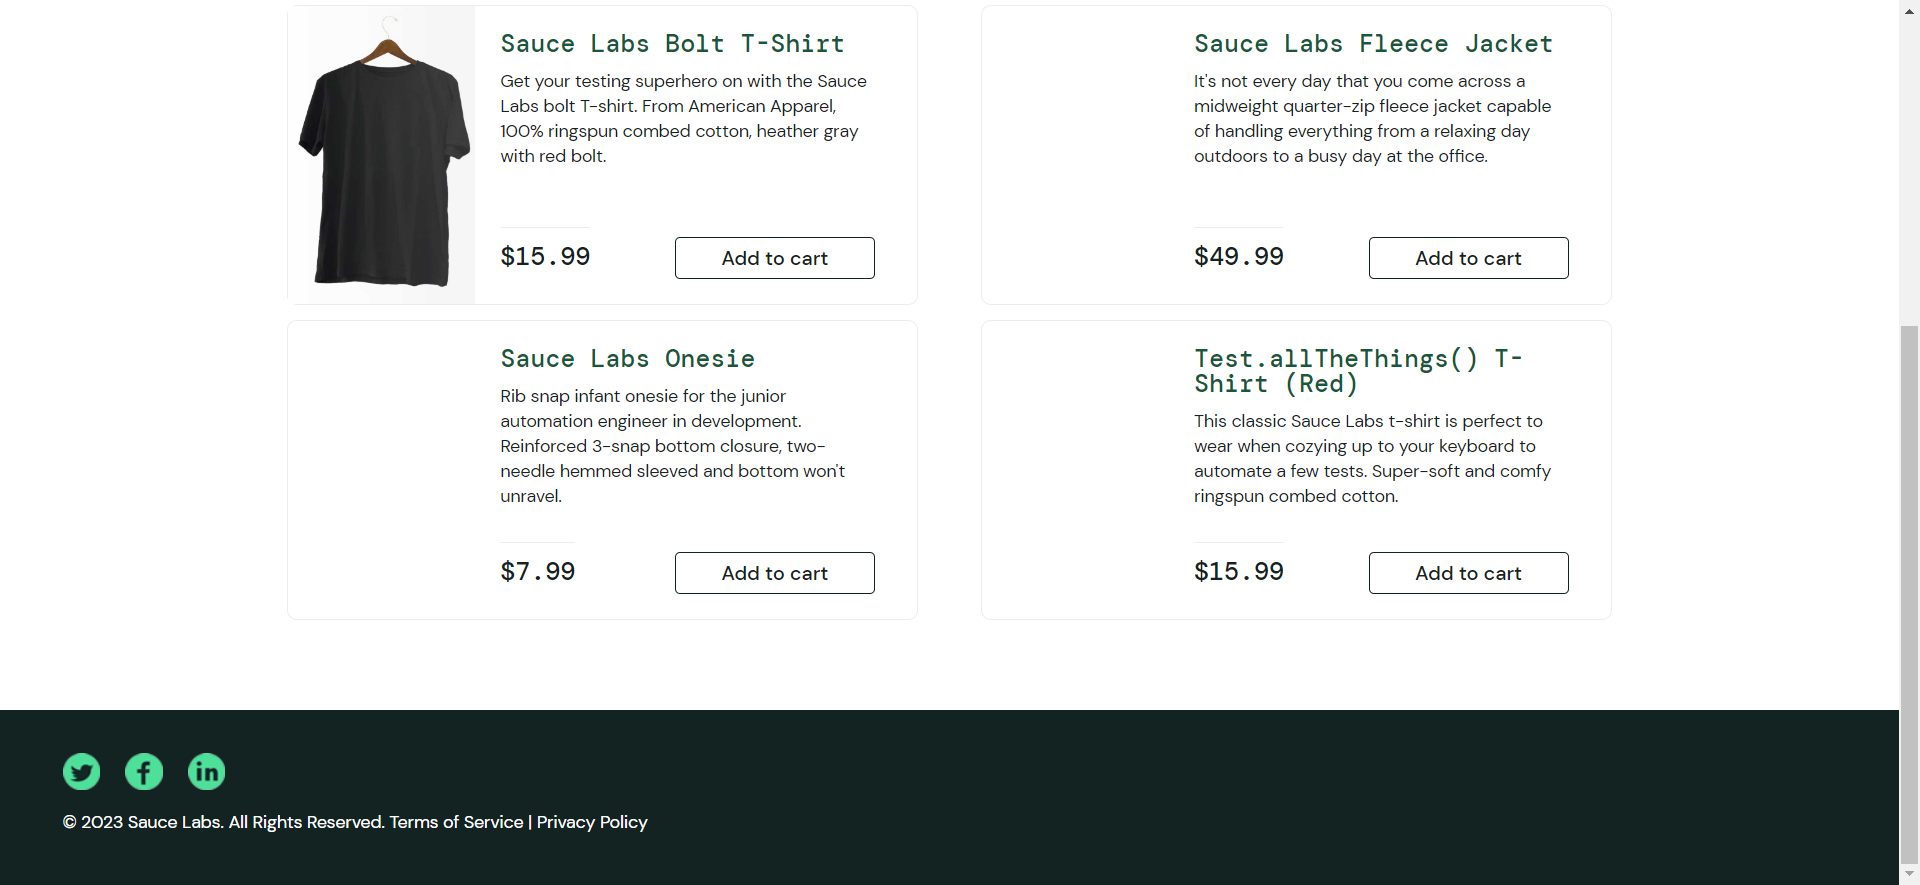 Sauce Labs Bolt T-Shirt
Get your testing superhero on with the Sauce
Labs bolt T-shirt. From American Apparel,
100% ringspun combed cotton, heather gray
with red bolt.
$15.99
Add to cart
Sauce Labs Fleece Jacket
It's not every day that you come across a
midweight quarter-zip fleece jacket capable
of handling everything from a relaxing day
outdoors to a busy day at the office.
$49.99
Add to cart
Sauce Labs Onesie
Rib snap infant onesie for the junior
automation engineer in development.
Reinforced 3-snap bottom closure, two-
needle hemmed sleeved and bottom won't
unravel.
$7.99
Add to cart
Test.allTheThings() T-
Shirt (Red)
This classic Sauce Labs t-shirt is perfect to
wear when cozying up to your keyboard to
automate a few tests. Super-soft and comfy
ringspun combed cotton.
$15.99
Add to cart
© 2023 Sauce Labs. All Rights Reserved. Terms of Service | Privacy Policy